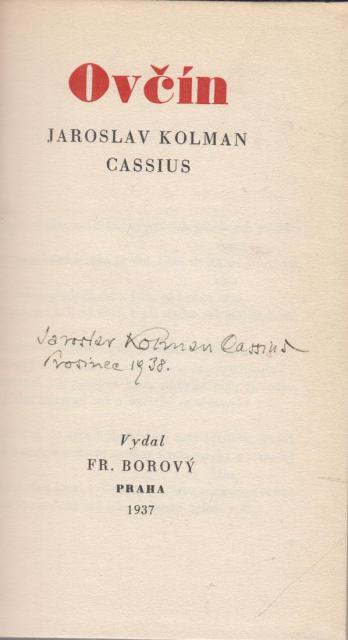 Ovčín
JAROSLAV KOLMAN
CASSIUS
Jaroslav Kolman Cassius
Prosinec 1938.
Vydal
FR. BOROVÝ
PRAHA
1937